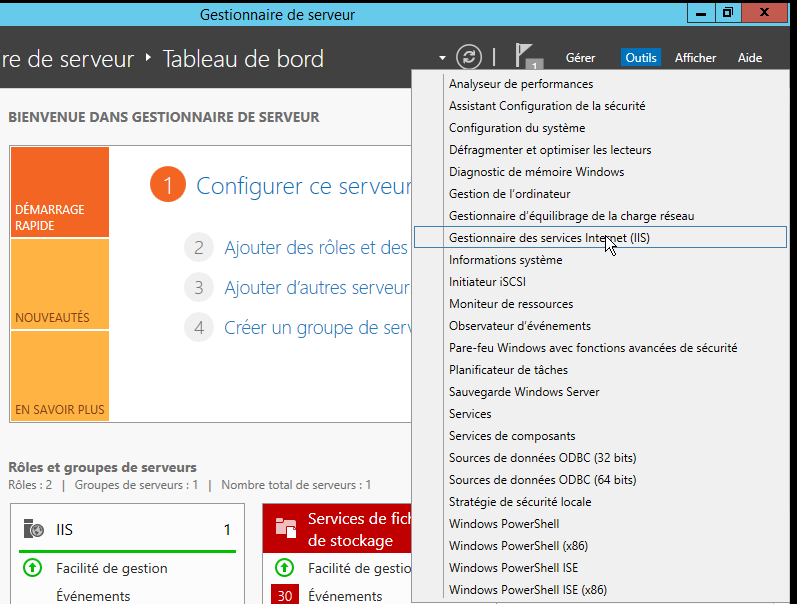 Gestionnaire de serveur
re de serveur ‣ Tableau de bord
1
Gérer
Outils
Afficher
Aide
BIENVENUE DANS GESTIONNAIRE DE SERVEUR
DÉMARRAGE
RAPIDE
NOUVEAUTÉS
EN SAVOIR PLUS
1 Configurer ce serveur
2 Ajouter des rôles et des
3 Ajouter d'autres serveur
4 Créer un groupe de serv
Analyseur de performances
Assistant Configuration de la sécurité
Configuration du système
Défragmenter et optimiser les lecteurs
Diagnostic de mémoire Windows
Gestion de l'ordinateur
Gestionnaire d'équilibrage de la charge réseau
Gestionnaire des services Internet (IIS)
Informations système
Initiateur iSCSI
Moniteur de ressources
Observateur d'événements
Pare-feu Windows avec fonctions avancées de sécurité
Planificateur de tâches
Sauvegarde Windows Server
Services
Services de composants
Sources de données ODBC (32 bits)
Sources de données ODBC (64 bits)
Stratégie de sécurité locale
Windows PowerShell
Windows PowerShell (x86)
Windows PowerShell ISE
Windows PowerShell ISE (x86)
Rôles et groupes de serveurs
Rôles : 2 | Groupes de serveurs : 1 | Nombre total de serveurs : 1
IIS 1
Facilité de gestion
Événements
Services de fich
de stockage
Facilité de gestio
30 Événements